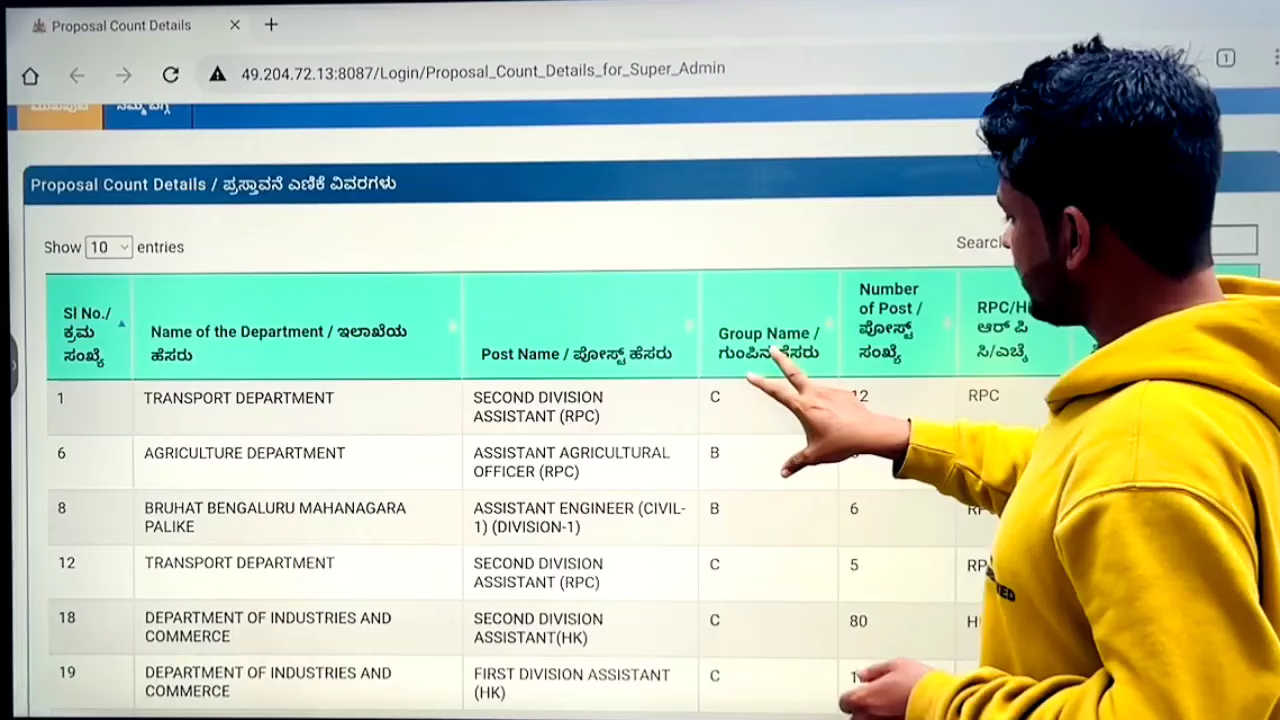 Proposal Count Details
49.204.72.13:8087/Login/Proposal_Count_Details_for_Super_Admin
1
Proposal Count Details / ಪ್ರಸ್ತಾವನೆ ಎಣಿಕೆ ವಿವರಗಳು
Show 10 entries
Sl No./
ಕ್ರಮ
ಸಂಖ್ಯೆ
Name of the Department / ಇಲಾಖೆಯ
ಹೆಸರು
Post Name / ಪೋಸ್ಟ್ ಹೆಸರು
Group Name /
ಗುಂಪಿನ ಹೆಸರು
Number
of Post /
ಪೋಸ್ಟ್
ಸಂಖ್ಯೆ
ಆರ್ ಪಿ
1
TRANSPORT DEPARTMENT
SECOND DIVISION
ASSISTANT (RPC)
C
12
RPC
6
AGRICULTURE DEPARTMENT
ASSISTANT AGRICULTURAL
OFFICER (RPC)
B
8
BRUHAT BENGALURU MAHANAGARA
PALIKE
ASSISTANT ENGINEER (CIVIL-
1) (DIVISION-1)
B
6
12
TRANSPORT DEPARTMENT
SECOND DIVISION
ASSISTANT (RPC)
C
5
18
DEPARTMENT OF INDUSTRIES AND
COMMERCE
SECOND DIVISION
ASSISTANT(HK)
C
80
19
DEPARTMENT OF INDUSTRIES AND
COMMERCE
FIRST DIVISION ASSISTANT
(HK)
C